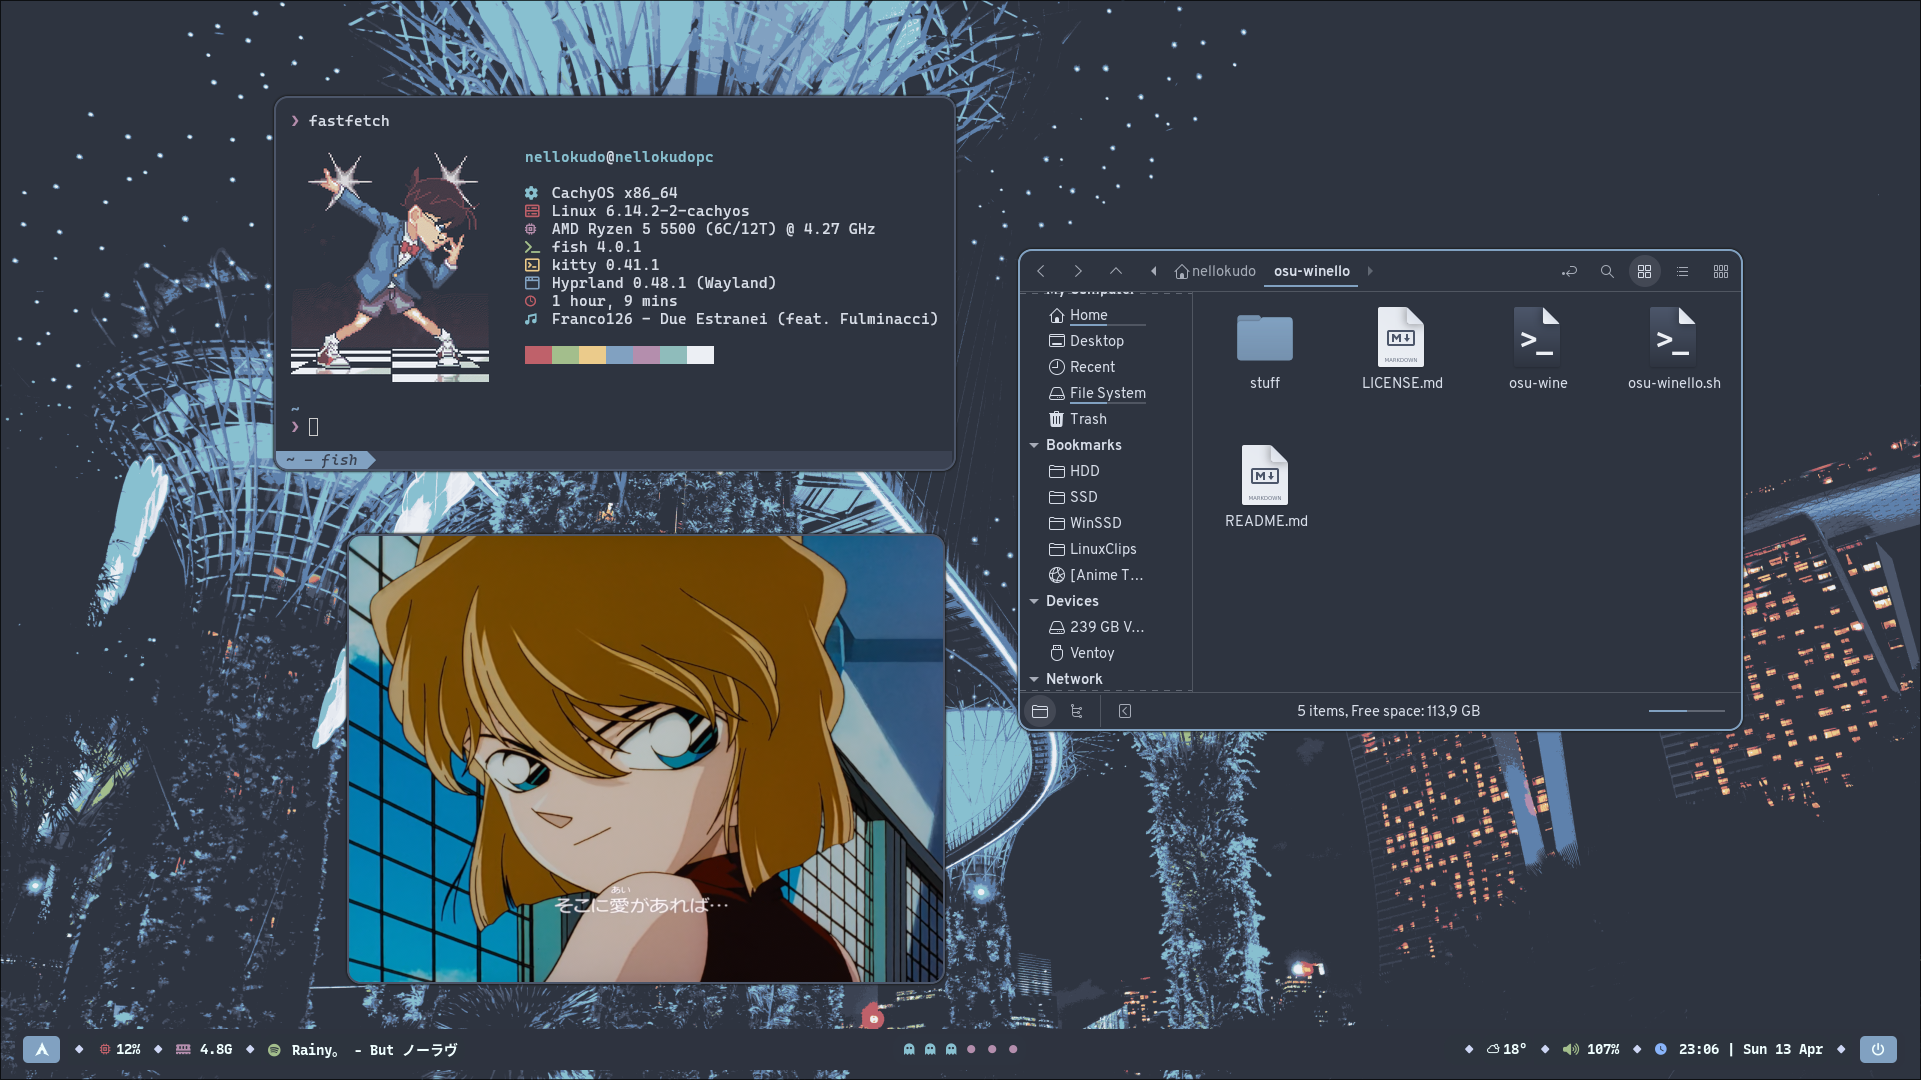 ❯ fastfetch
nellokudo@nellokudopc
CachyOS x86_64
Linux 6.14.2-2-cachyos
AMD Ryzen 5 5500 (6C/12T) @ 4.27 GHz
fish 4.0.1
kitty 0.41.1
Hyprland 0.48.1 (Wayland)
1 hour, 9 mins
Franco126 - Due Estranei (feat. Fulminacci)
~
❯
~ - fish
nellokudo
osu-winello
My Computer
Home
Desktop
Recent
File System
Trash
Bookmarks
HDD
SSD
WinSSD
LinuxClips
[Anime T...
Devices
239 GB V...
Ventoy
Network
stuff
M
MARKDOWN
LICENSE.md
>_
osu-wine
>_
osu-winello.sh
M
MARKDOWN
README.md
5 items, Free space: 113,9 GB
あい
そこに愛があれば…
12%
4.8G
Rainy。 - But ノーラヴ
18°
107%
23:06 | Sun 13 Apr